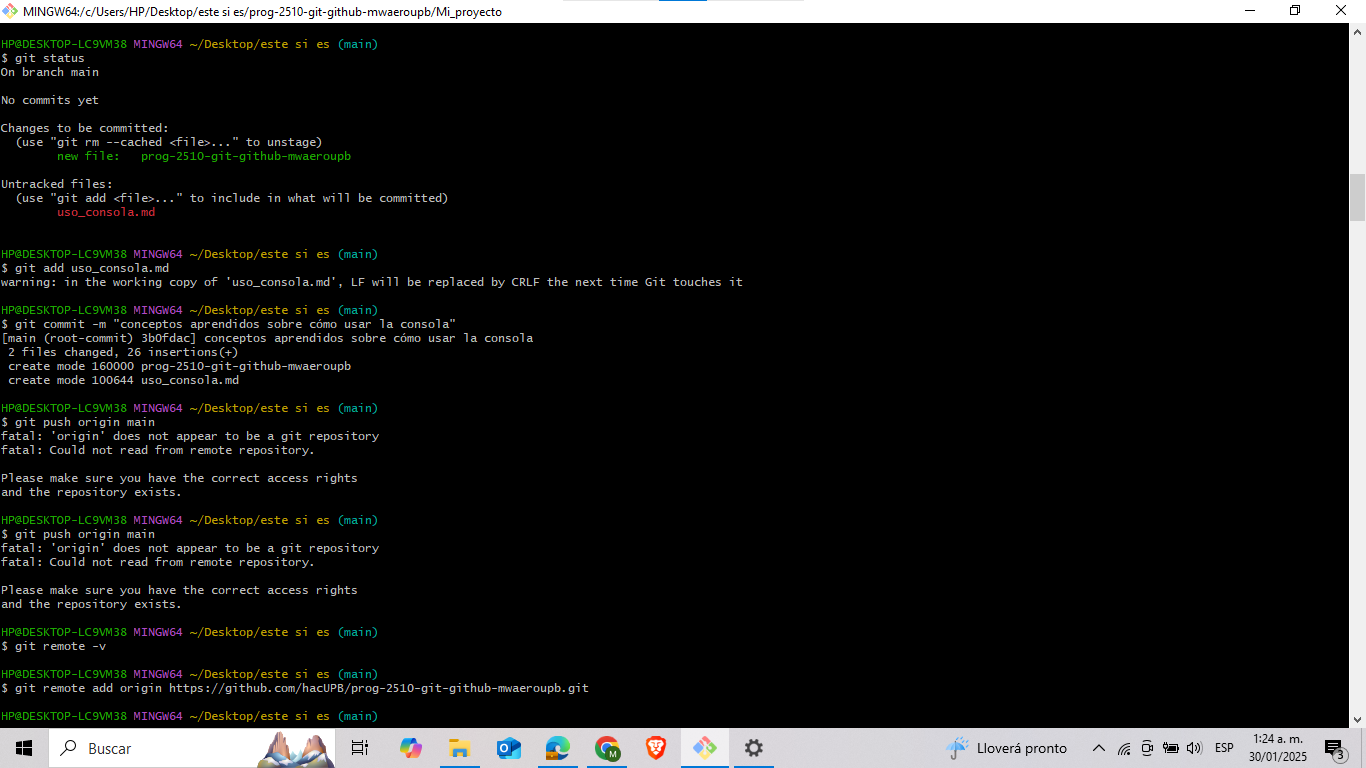 MINGW64:/c/Users/HP/Desktop/este si es/prog-2510-git-github-mwaeroupb/Mi_proyecto
HP@DESKTOP-LC9VM38 MINGW64 ~/Desktop/este si es (main)
$ git status
On branch main
No commits yet
Changes to be committed:
(use "git rm --cached <file>..." to unstage)
new file:   prog-2510-git-github-mwaeroupb
Untracked files:
(use "git add <file>..." to include in what will be committed)
uso_consola.md
HP@DESKTOP-LC9VM38 MINGW64 ~/Desktop/este si es (main)
$ git add uso_consola.md
warning: in the working copy of 'uso_consola.md', LF will be replaced by CRLF the next time Git touches it
HP@DESKTOP-LC9VM38 MINGW64 ~/Desktop/este si es (main)
$ git commit -m "conceptos aprendidos sobre cómo usar la consola"
[main (root-commit) 3b0fdac] conceptos aprendidos sobre cómo usar la consola
2 files changed, 26 insertions(+)
create mode 160000 prog-2510-git-github-mwaeroupb
create mode 100644 uso_consola.md
HP@DESKTOP-LC9VM38 MINGW64 ~/Desktop/este si es (main)
$ git push origin main
fatal: 'origin' does not appear to be a git repository
fatal: Could not read from remote repository.
Please make sure you have the correct access rights
and the repository exists.
HP@DESKTOP-LC9VM38 MINGW64 ~/Desktop/este si es (main)
$ git push origin main
fatal: 'origin' does not appear to be a git repository
fatal: Could not read from remote repository.
Please make sure you have the correct access rights
and the repository exists.
HP@DESKTOP-LC9VM38 MINGW64 ~/Desktop/este si es (main)
$ git remote -v
HP@DESKTOP-LC9VM38 MINGW64 ~/Desktop/este si es (main)
$ git remote add origin https://github.com/hacUPB/prog-2510-git-github-mwaeroupb.git
HP@DESKTOP-LC9VM38 MINGW64 ~/Desktop/este si es (main)
Buscar
M
Lloverá pronto
ESP
1:24 a. m.
30/01/2025
3